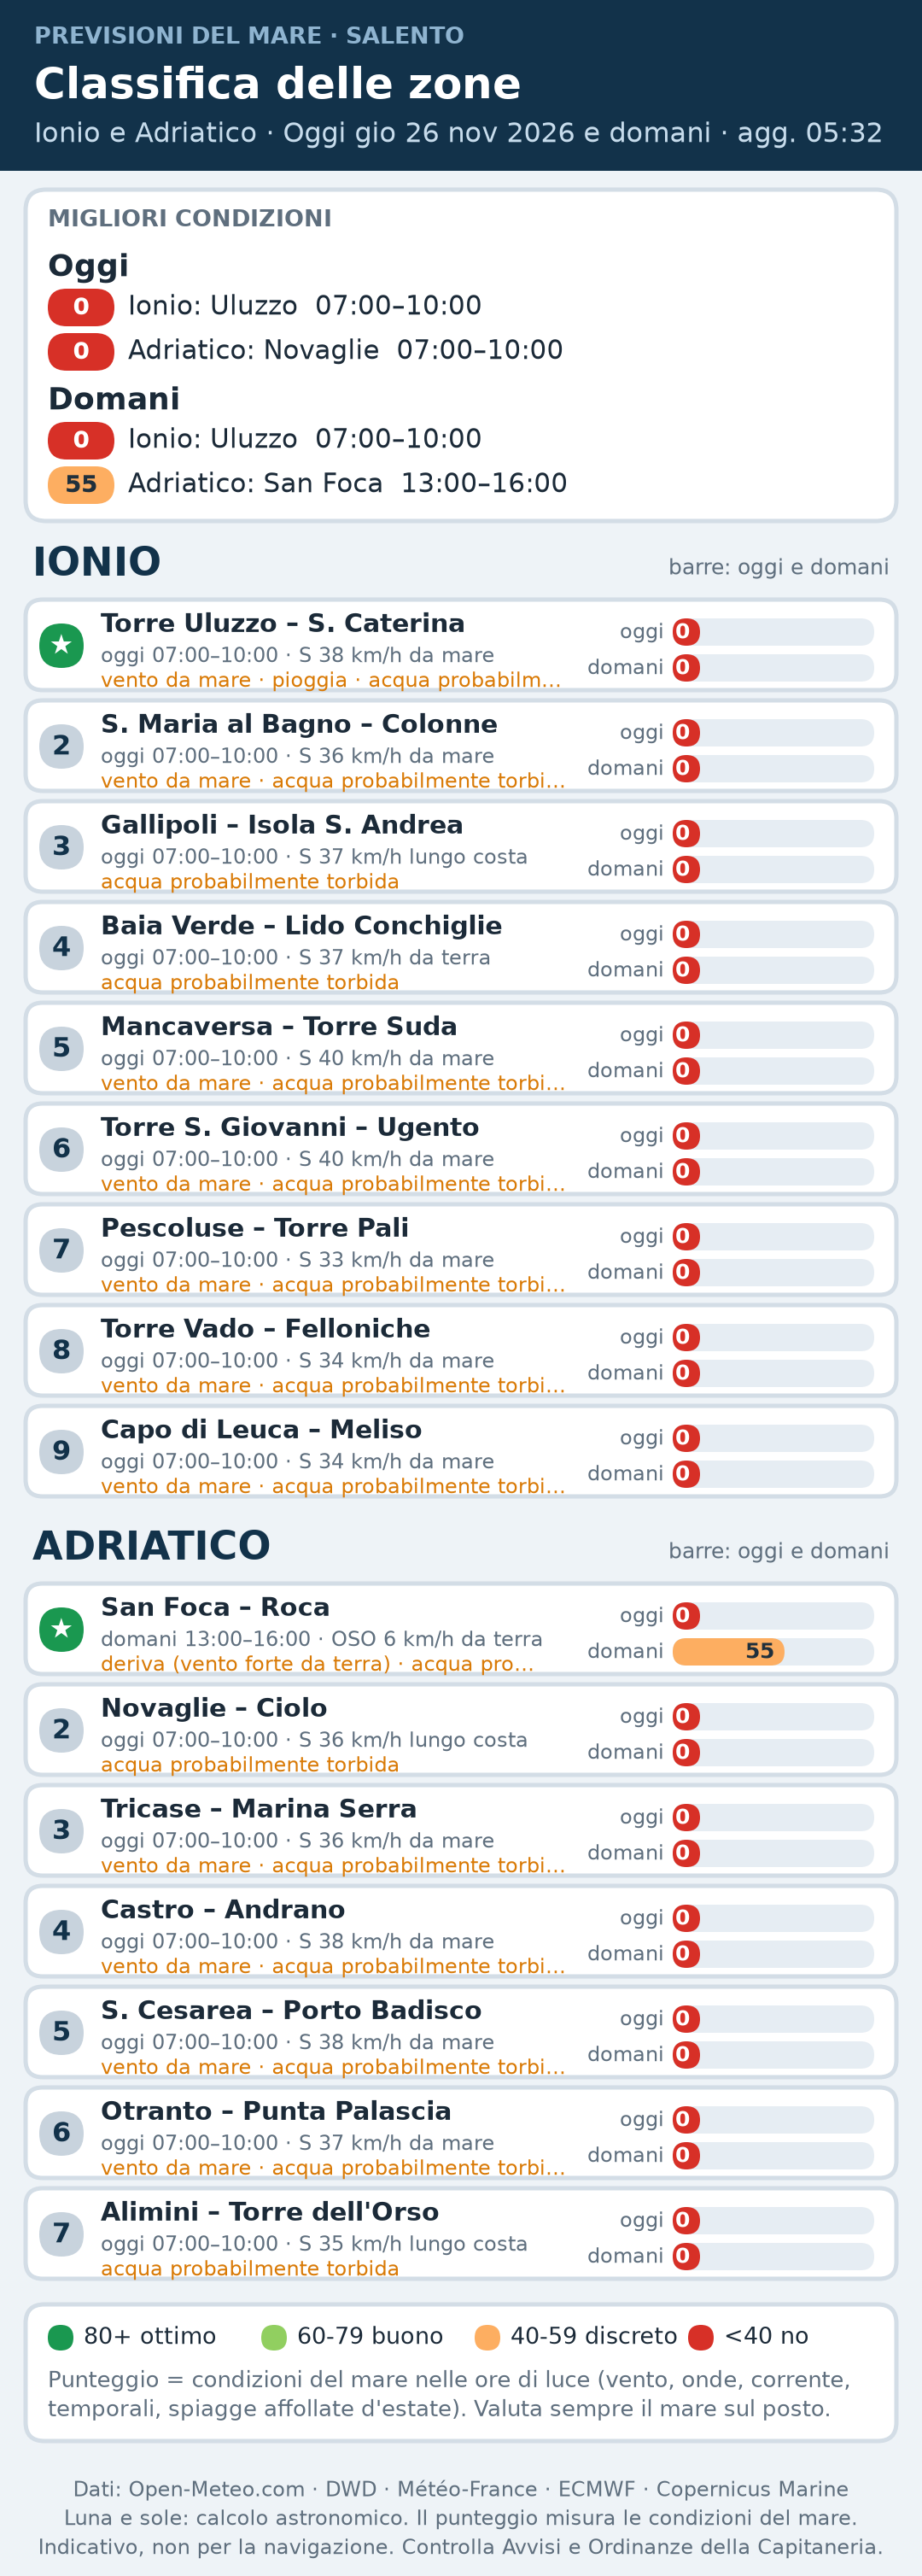 PREVISIONI DEL MARE · SALENTO
Classifica delle zone
Ionio e Adriatico · Oggi gio 26 nov 2026 e domani · agg. 05:32
MIGLIORI CONDIZIONI
Oggi
0 Ionio: Uluzzo 07:00–10:00
0 Adriatico: Novaglie 07:00–10:00
Domani
0 Ionio: Uluzzo 07:00–10:00
55 Adriatico: San Foca 13:00–16:00
IONIO barre: oggi e domani
★ Torre Uluzzo – S. Caterina
oggi 07:00–10:00 · S 38 km/h da mare
vento da mare · pioggia · acqua probabilm…
oggi 0
domani 0
2 S. Maria al Bagno – Colonne
oggi 07:00–10:00 · S 36 km/h da mare
vento da mare · acqua probabilmente torbi…
oggi 0
domani 0
3 Gallipoli – Isola S. Andrea
oggi 07:00–10:00 · S 37 km/h lungo costa
acqua probabilmente torbida
oggi 0
domani 0
4 Baia Verde – Lido Conchiglie
oggi 07:00–10:00 · S 37 km/h da terra
acqua probabilmente torbida
oggi 0
domani 0
5 Mancaversa – Torre Suda
oggi 07:00–10:00 · S 40 km/h da mare
vento da mare · acqua probabilmente torbi…
oggi 0
domani 0
6 Torre S. Giovanni – Ugento
oggi 07:00–10:00 · S 40 km/h da mare
vento da mare · acqua probabilmente torbi…
oggi 0
domani 0
7 Pescoluse – Torre Pali
oggi 07:00–10:00 · S 33 km/h da mare
vento da mare · acqua probabilmente torbi…
oggi 0
domani 0
8 Torre Vado – Felloniche
oggi 07:00–10:00 · S 34 km/h da mare
vento da mare · acqua probabilmente torbi…
oggi 0
domani 0
9 Capo di Leuca – Meliso
oggi 07:00–10:00 · S 34 km/h da mare
vento da mare · acqua probabilmente torbi…
oggi 0
domani 0
ADRIATICO barre: oggi e domani
★ San Foca – Roca
domani 13:00–16:00 · OSO 6 km/h da terra
deriva (vento forte da terra) · acqua pro…
oggi 0
domani 55
2 Novaglie – Ciolo
oggi 07:00–10:00 · S 36 km/h lungo costa
acqua probabilmente torbida
oggi 0
domani 0
3 Tricase – Marina Serra
oggi 07:00–10:00 · S 36 km/h da mare
vento da mare · acqua probabilmente torbi…
oggi 0
domani 0
4 Castro – Andrano
oggi 07:00–10:00 · S 38 km/h da mare
vento da mare · acqua probabilmente torbi…
oggi 0
domani 0
5 S. Cesarea – Porto Badisco
oggi 07:00–10:00 · S 38 km/h da mare
vento da mare · acqua probabilmente torbi…
oggi 0
domani 0
6 Otranto – Punta Palascia
oggi 07:00–10:00 · S 37 km/h da mare
vento da mare · acqua probabilmente torbi…
oggi 0
domani 0
7 Alimini – Torre dell'Orso
oggi 07:00–10:00 · S 35 km/h lungo costa
acqua probabilmente torbida
oggi 0
domani 0
80+ ottimo 60-79 buono 40-59 discreto <40 no
Punteggio = condizioni del mare nelle ore di luce (vento, onde, corrente,
temporali, spiagge affollate d'estate). Valuta sempre il mare sul posto.
Dati: Open-Meteo.com · DWD · Météo-France · ECMWF · Copernicus Marine
Luna e sole: calcolo astronomico. Il punteggio misura le condizioni del mare.
Indicativo, non per la navigazione. Controlla Avvisi e Ordinanze della Capitaneria.